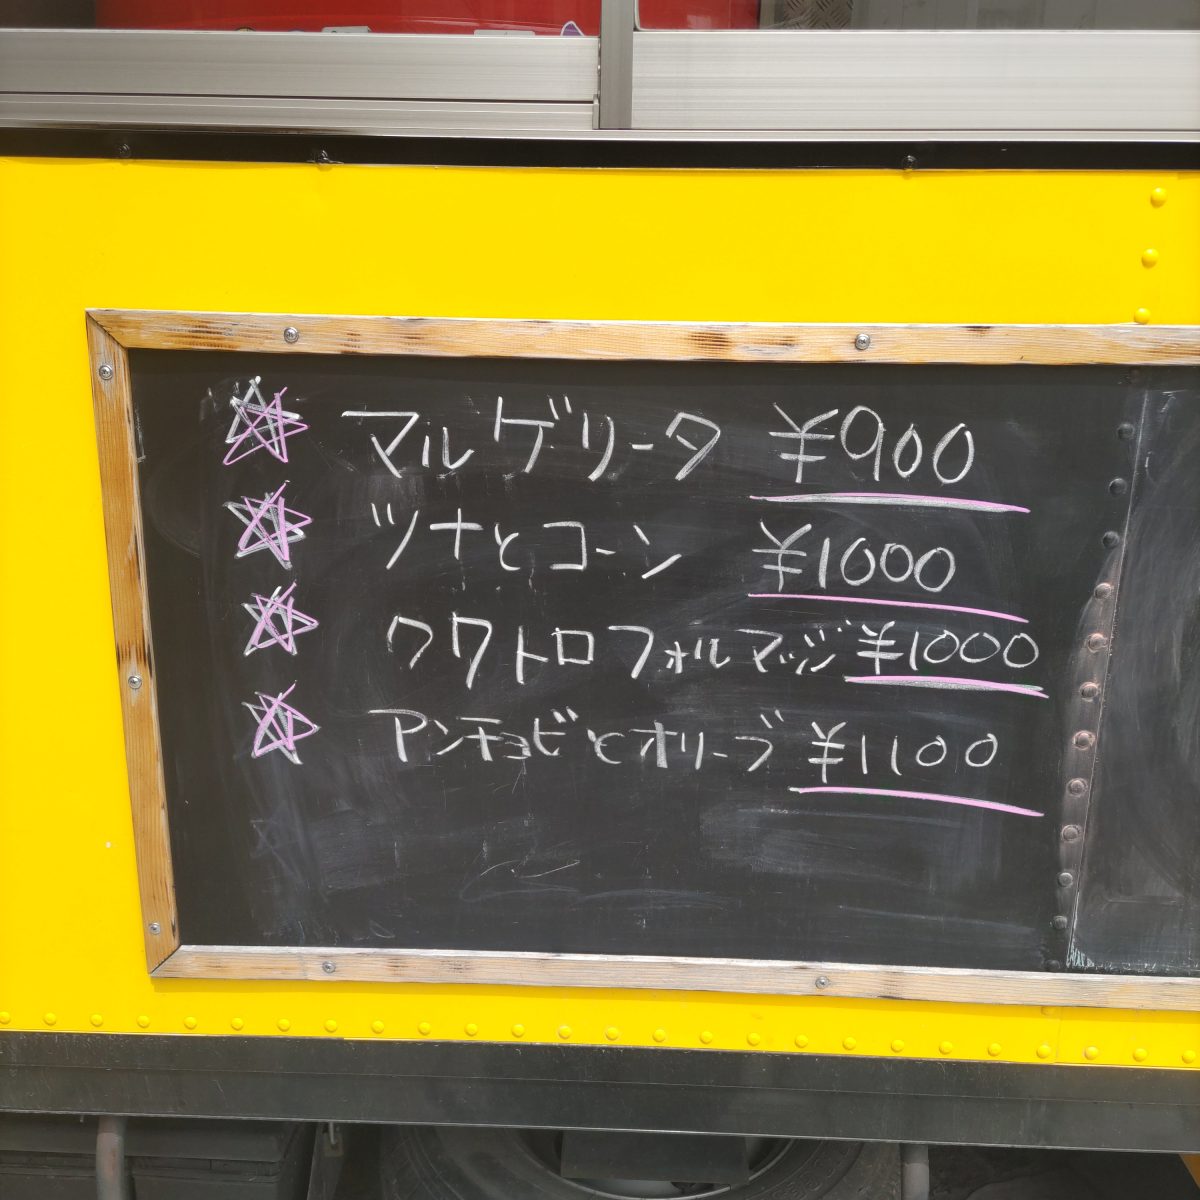 マルゲリータ ¥900
ツナとコーン ¥1000
クワトロフォルマッジ ¥1000
アンチョビとオリーブ ¥1100